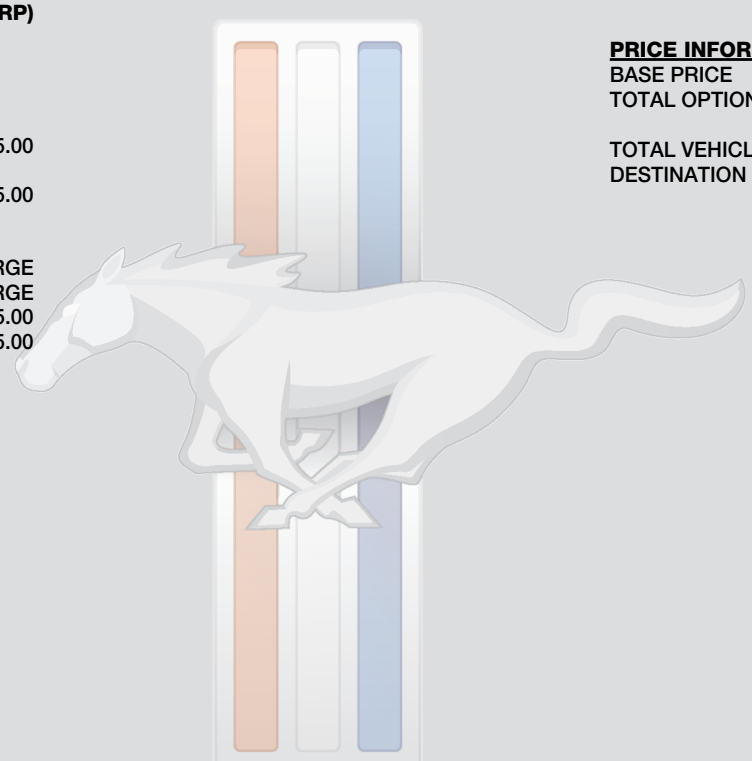 RP)
5.00
5.00
RGE
RGE
5.00
5.00
PRICE INFOR
BASE PRICE
TOTAL OPTION
TOTAL VEHICL
DESTINATION